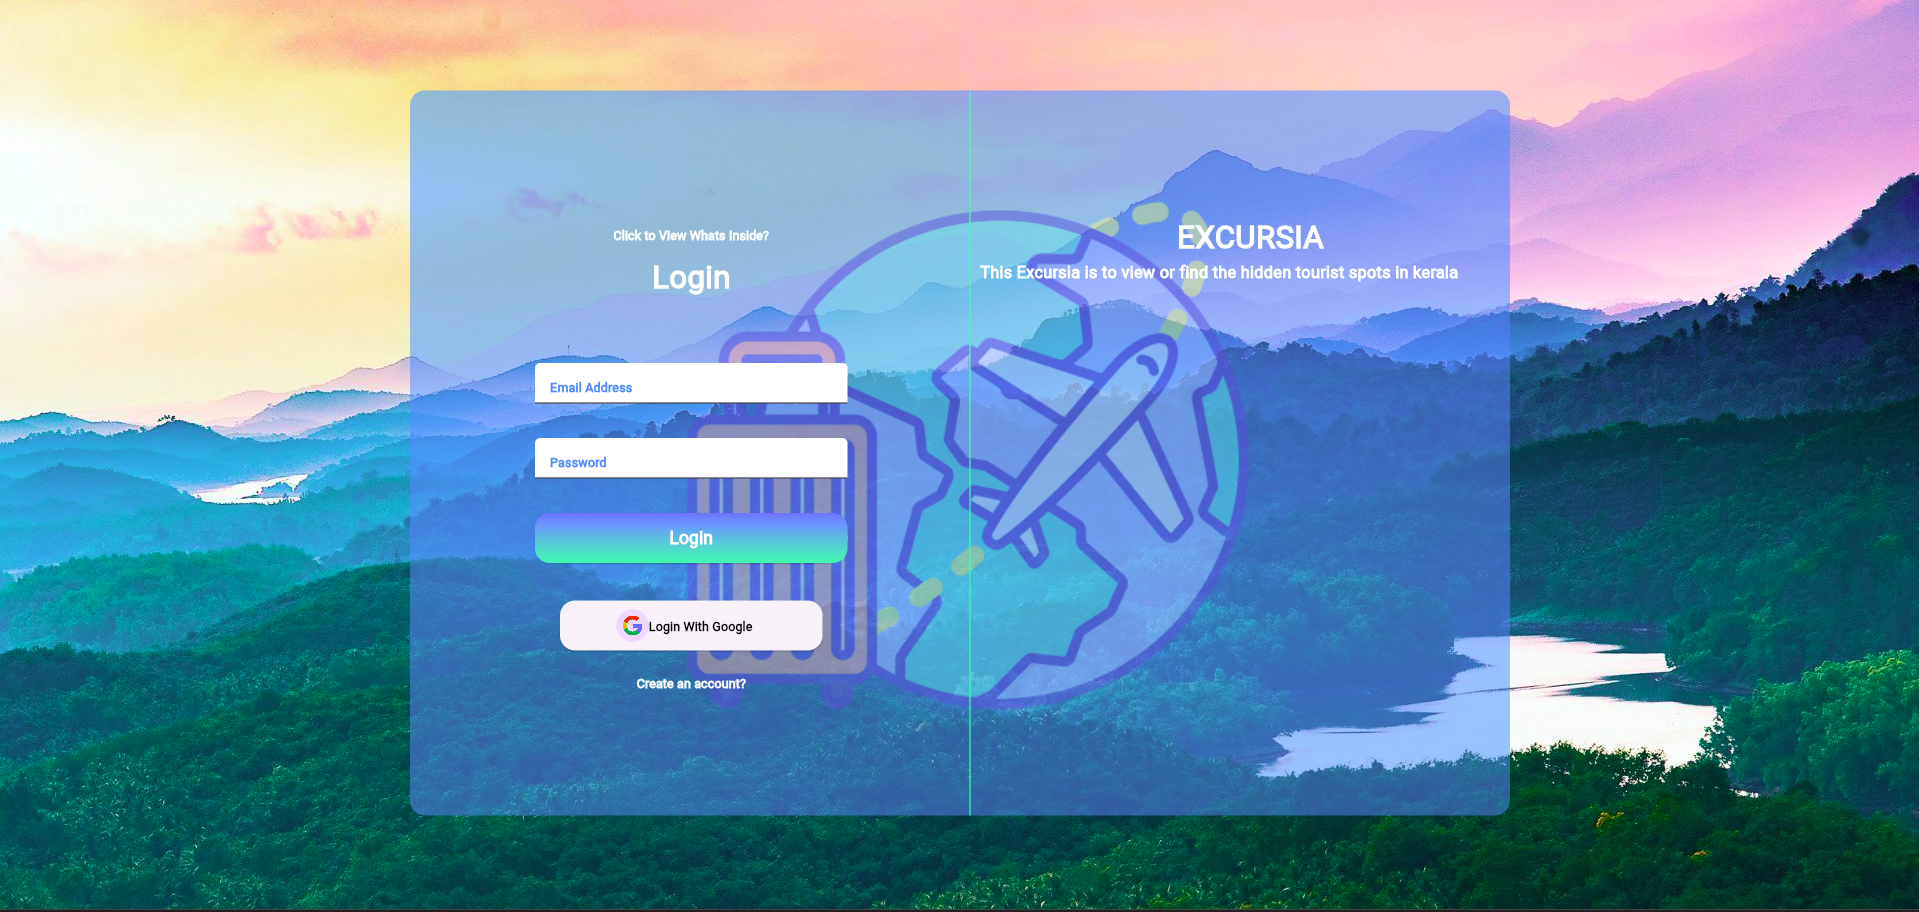 Click to View Whats Inside?
Login
Email Address
Password
Login
Login With Google
Create an account?
EXCURSIA
This Excursia is to view or find the hidden tourist spots in kerala